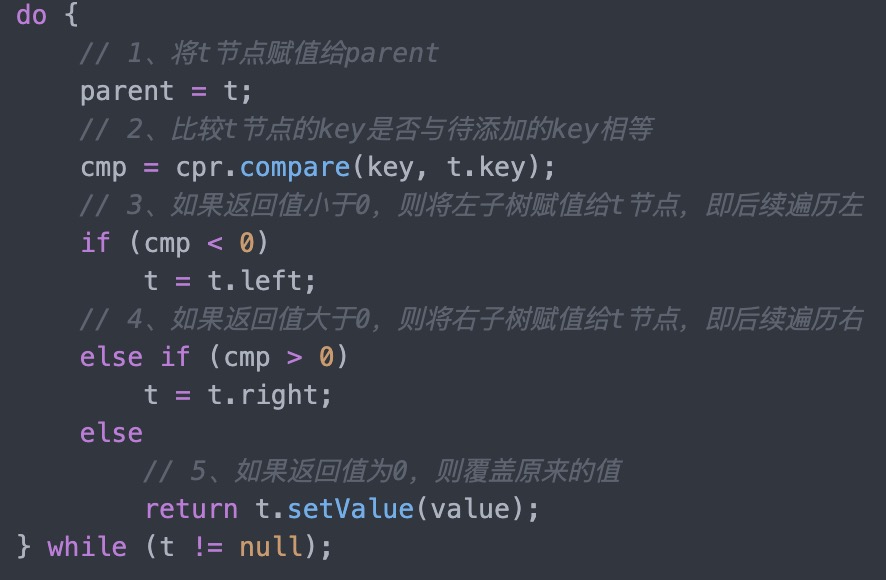 do {
    // 1、将t节点赋值给parent
    parent = t;
    // 2、比较t节点的key是否与待添加的key相等
    cmp = cpr.compare(key, t.key);
    // 3、如果返回值小于0，则将左子树赋值给t节点，即后续遍历左
    if (cmp < 0)
        t = t.left;
    // 4、如果返回值大于0，则将右子树赋值给t节点，即后续遍历右
    else if (cmp > 0)
        t = t.right;
    else
        // 5、如果返回值为0，则覆盖原来的值
        return t.setValue(value);
} while (t != null);